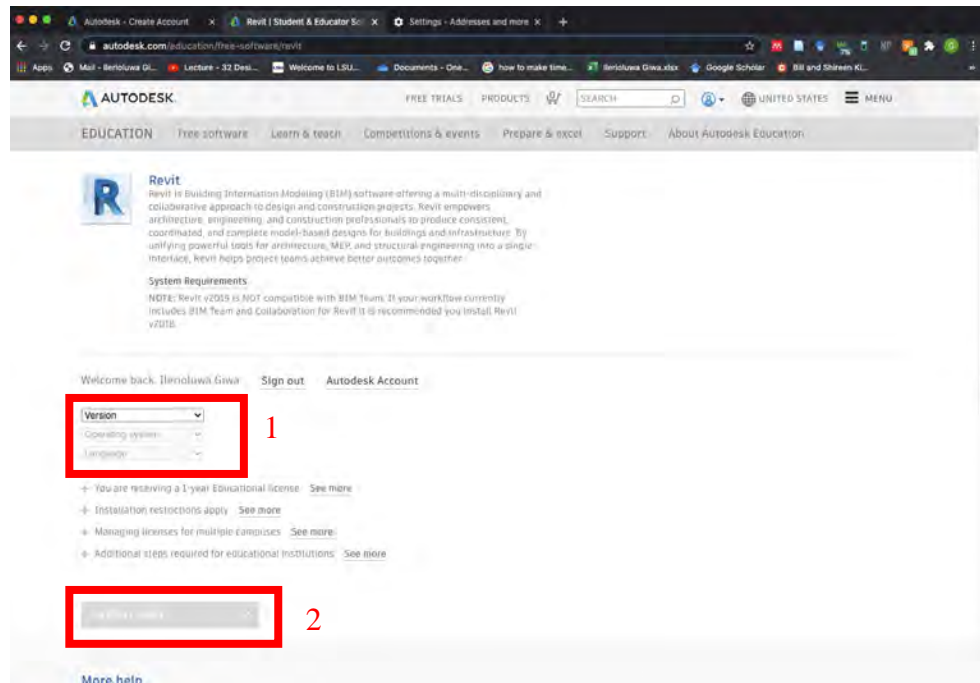 Autodesk - Create Account
Revit | Student & Educator So
Settings - Addresses and more
autodesk.com/education/free-software/revit
Apps
Mail - Ilerioluwa Gi...
Lecture - 32 Desi...
Welcome to LSU...
Documents - One...
how to make time...
Ilerioluwa Giwa.xlsx
Google Scholar
Bill and Shireen Ki...
AUTODESK
FREE TRIALS
PRODUCTS
SEARCH
UNITED STATES
MENU
EDUCATION
Free software
Learn & teach
Competitions & events
Prepare & excel
Support
About Autodesk Education
R
Revit
Revit is Building Information Modeling (BIM) software offering a multi-disciplinary and
collaborative approach to design and construction projects. Revit empowers
architecture, engineering, and construction professionals to produce consistent,
coordinated, and complete model-based designs for buildings and infrastructure. By
unifying powerful tools for architecture, MEP, and structural engineering into a single
interface, Revit helps project teams achieve better outcomes together.
System Requirements
NOTE: Revit v2019 is NOT compatible with BIM Team. If your workflow currently
includes BIM Team and Collaboration for Revit it is recommended you install Revit
v2018.
Welcome back, Ilerioluwa Giwa
Sign out
Autodesk Account
Version
Operating system
Language
1
+ You are receiving a 1-year Educational license See more
+ Installation restrictions apply See more
+ Managing licenses for multiple campuses See more
+ Additional steps required for educational institutions See more
2
More help